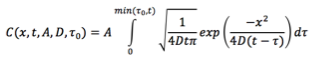 C(x, t, A, D, τ₀) = A ∫₀^{min(τ₀,t)} √(1/(4Dtπ)) exp(−x²/(4D(t − τ))) dτ